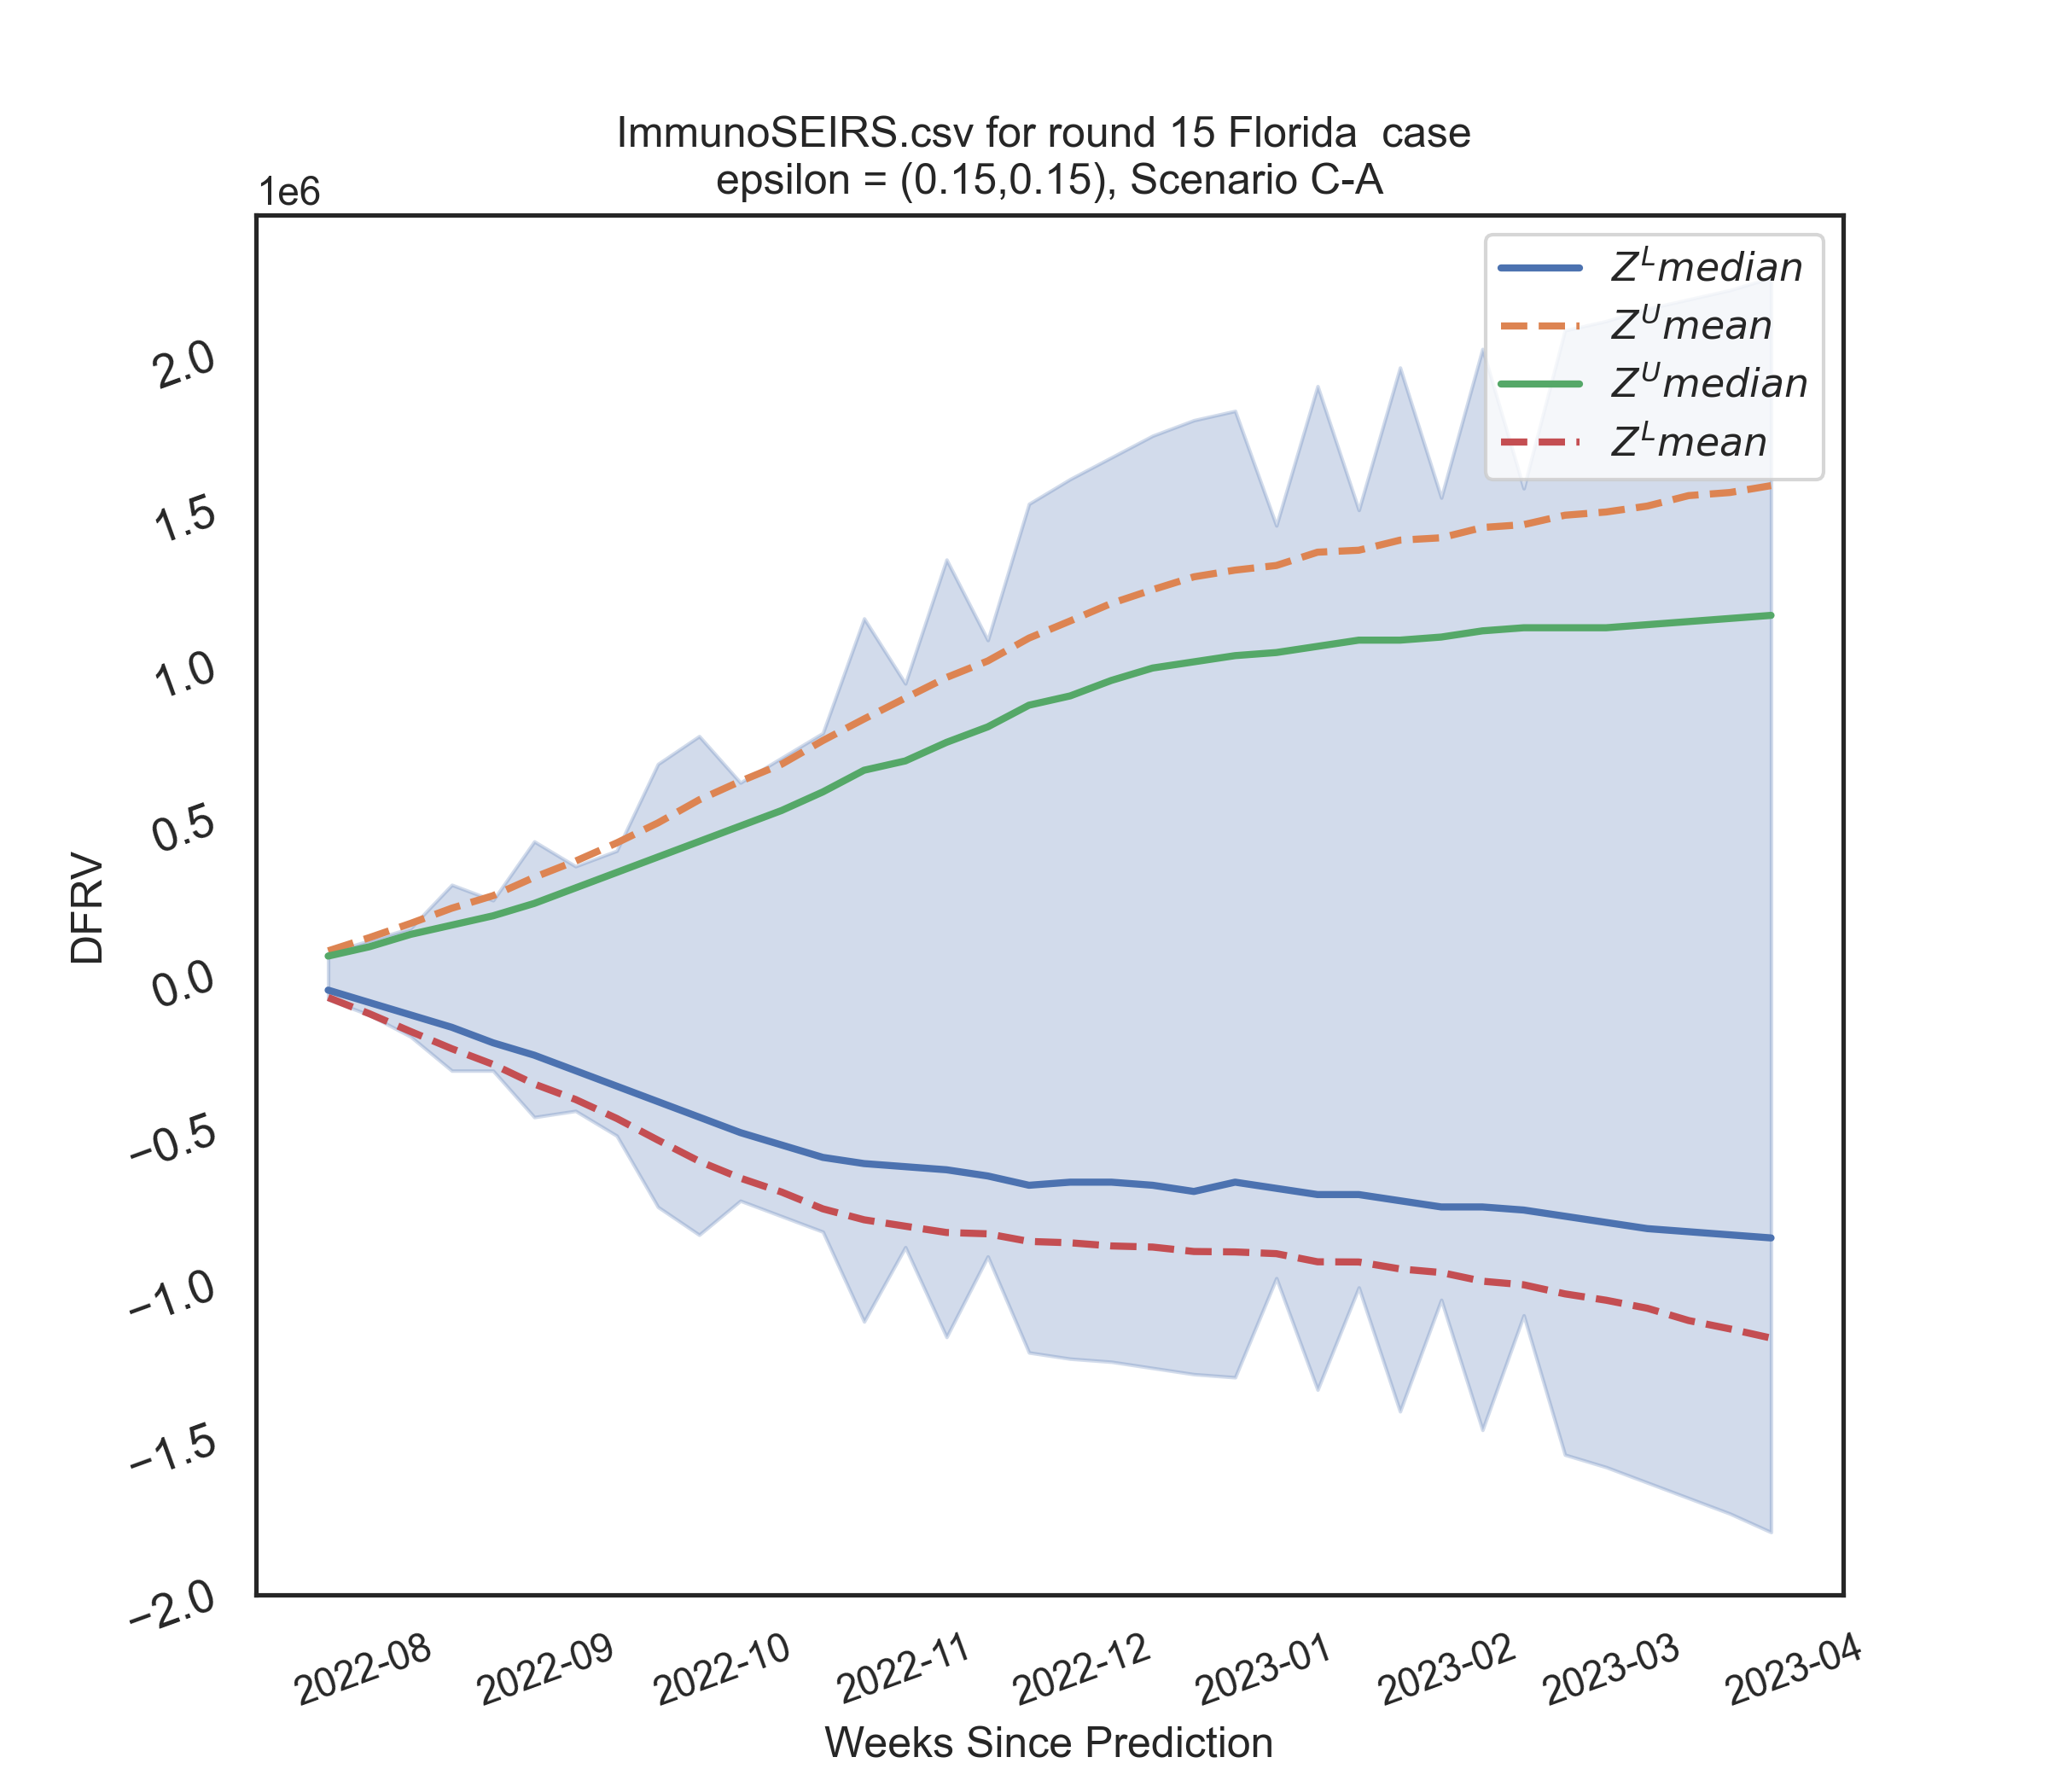 ImmunoSEIRS.csv for round 15 Florida  case
epsilon = (0.15,0.15), Scenario C-A
1e6
Z^L median
Z^U mean
Z^U median
Z^L mean
2.0
1.5
1.0
0.5
0.0
−0.5
−1.0
−1.5
−2.0
DFRV
2022-08
2022-09
2022-10
2022-11
2022-12
2023-01
2023-02
2023-03
2023-04
Weeks Since Prediction